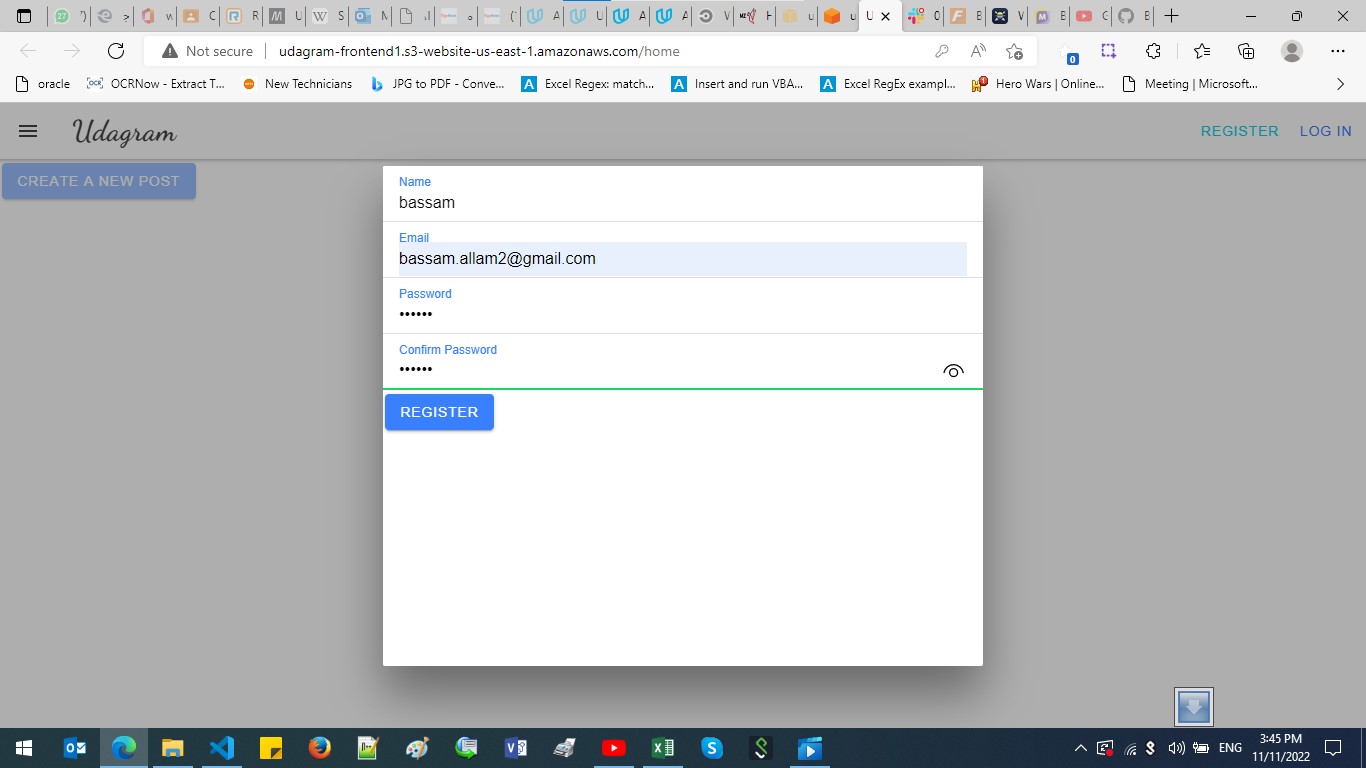 Not secure | udagram-frontend1.s3-website-us-east-1.amazonaws.com/home
0
oracle
OCRNow - Extract T...
New Technicians
JPG to PDF - Conve...
Excel Regex: match...
Insert and run VBA...
Excel RegEx exampl...
Hero Wars | Online...
Meeting | Microsoft...
Udagram
REGISTER
LOG IN
CREATE A NEW POST
Name
bassam
Email
bassam.allam2@gmail.com
Password
••••••
Confirm Password
••••••
REGISTER
ENG
3:45 PM
11/11/2022